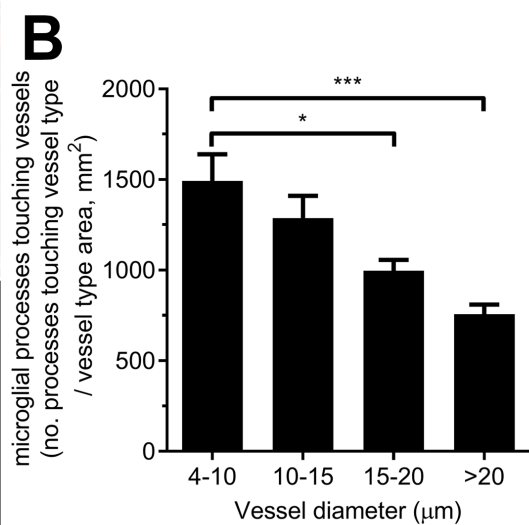 B
microglial processes touching vessels
(no. processes touching vessel type
/ vessel type area, mm²)
2000
1500
1000
500
0
***
*
4-10 10-15 15-20 >20
Vessel diameter (μm)